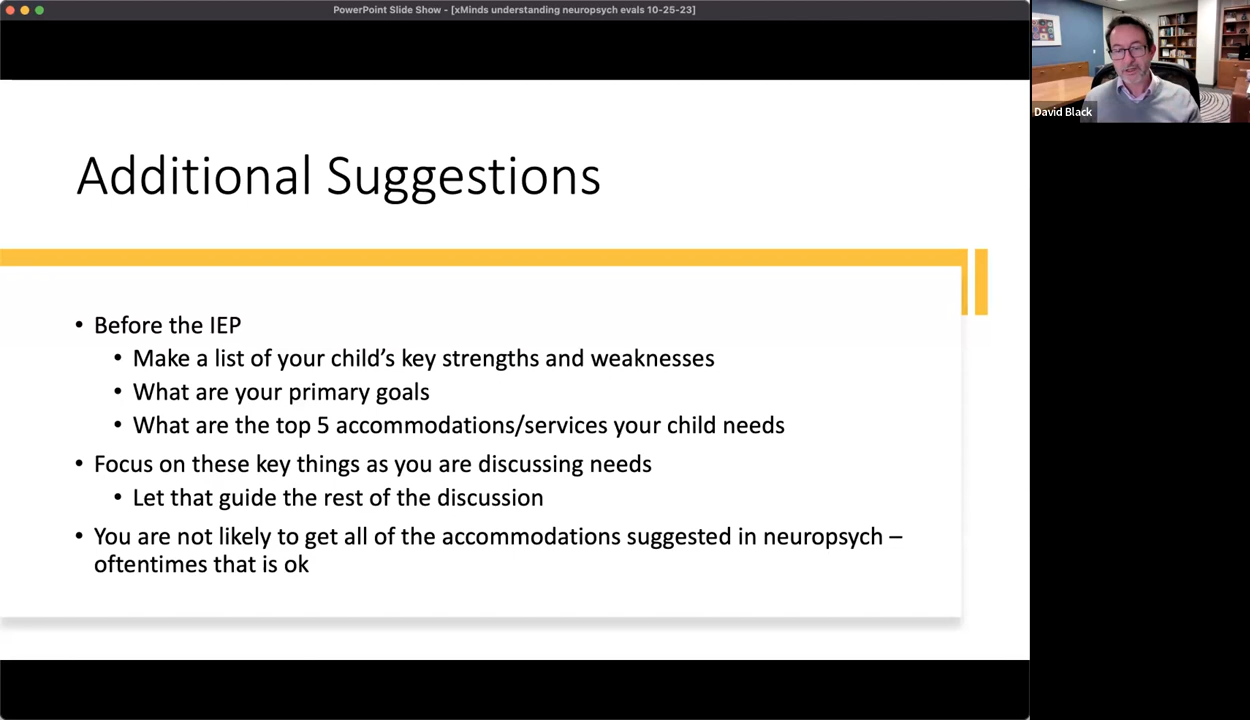 PowerPoint Slide Show - [xMinds understanding neuropsych evals 10-25-23]
David Black
Additional Suggestions
• Before the IEP
• Make a list of your child’s key strengths and weaknesses
• What are your primary goals
• What are the top 5 accommodations/services your child needs
• Focus on these key things as you are discussing needs
• Let that guide the rest of the discussion
• You are not likely to get all of the accommodations suggested in neuropsych –
oftentimes that is ok